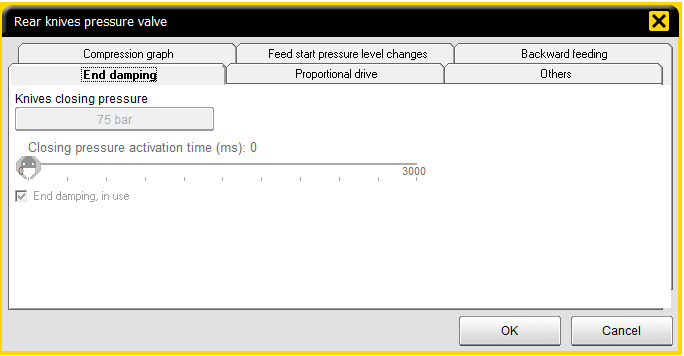 Rear knives pressure valve
Compression graph
Feed start pressure level changes
Backward feeding
End damping
Proportional drive
Others
Knives closing pressure
75 bar
Closing pressure activation time (ms): 0
0
3000
End damping, in use
OK
Cancel